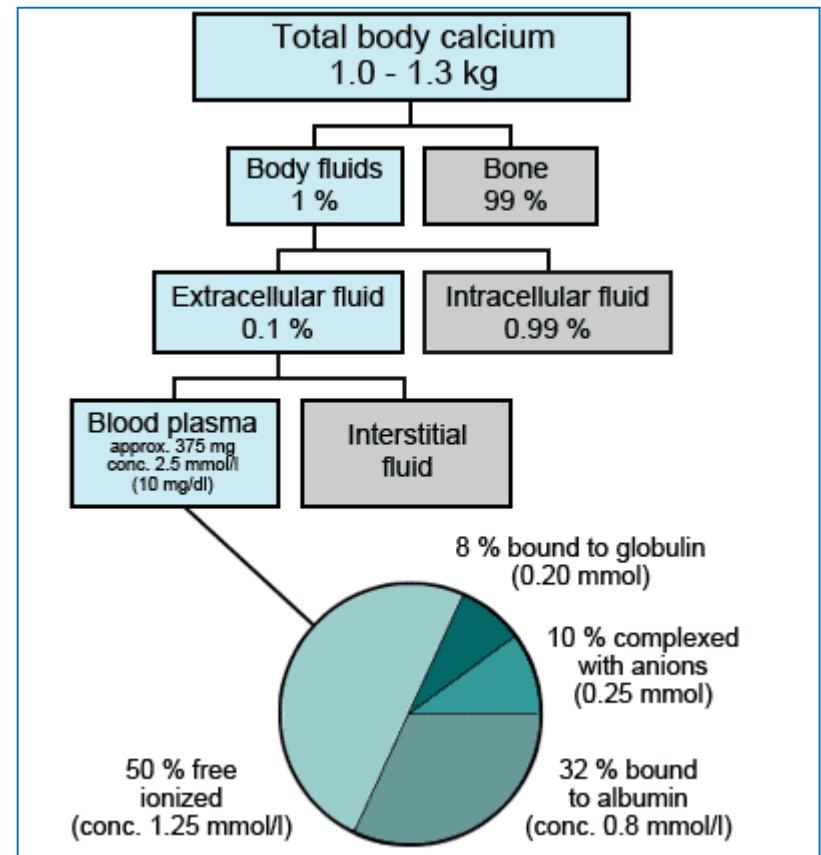 Total body calcium
1.0 - 1.3 kg
Body fluids
1 %
Bone
99 %
Extracellular fluid
0.1 %
Intracellular fluid
0.99 %
Blood plasma
approx. 375 mg
conc. 2.5 mmol/l
(10 mg/dl)
Interstitial
fluid
8 % bound to globulin
(0.20 mmol)
10 % complexed
with anions
(0.25 mmol)
50 % free
ionized
(conc. 1.25 mmol/l)
32 % bound
to albumin
(conc. 0.8 mmol/l)